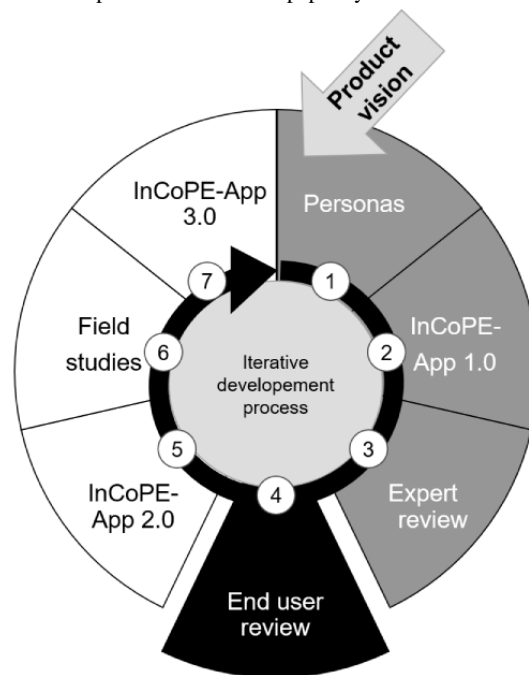 Product
vision
Personas
1
InCoPE-
App 1.0
2
Expert
review
3
End user
review
4
InCoPE-
App 2.0
5
Field
studies
6
InCoPE-App
3.0
7
Iterative
developement
process